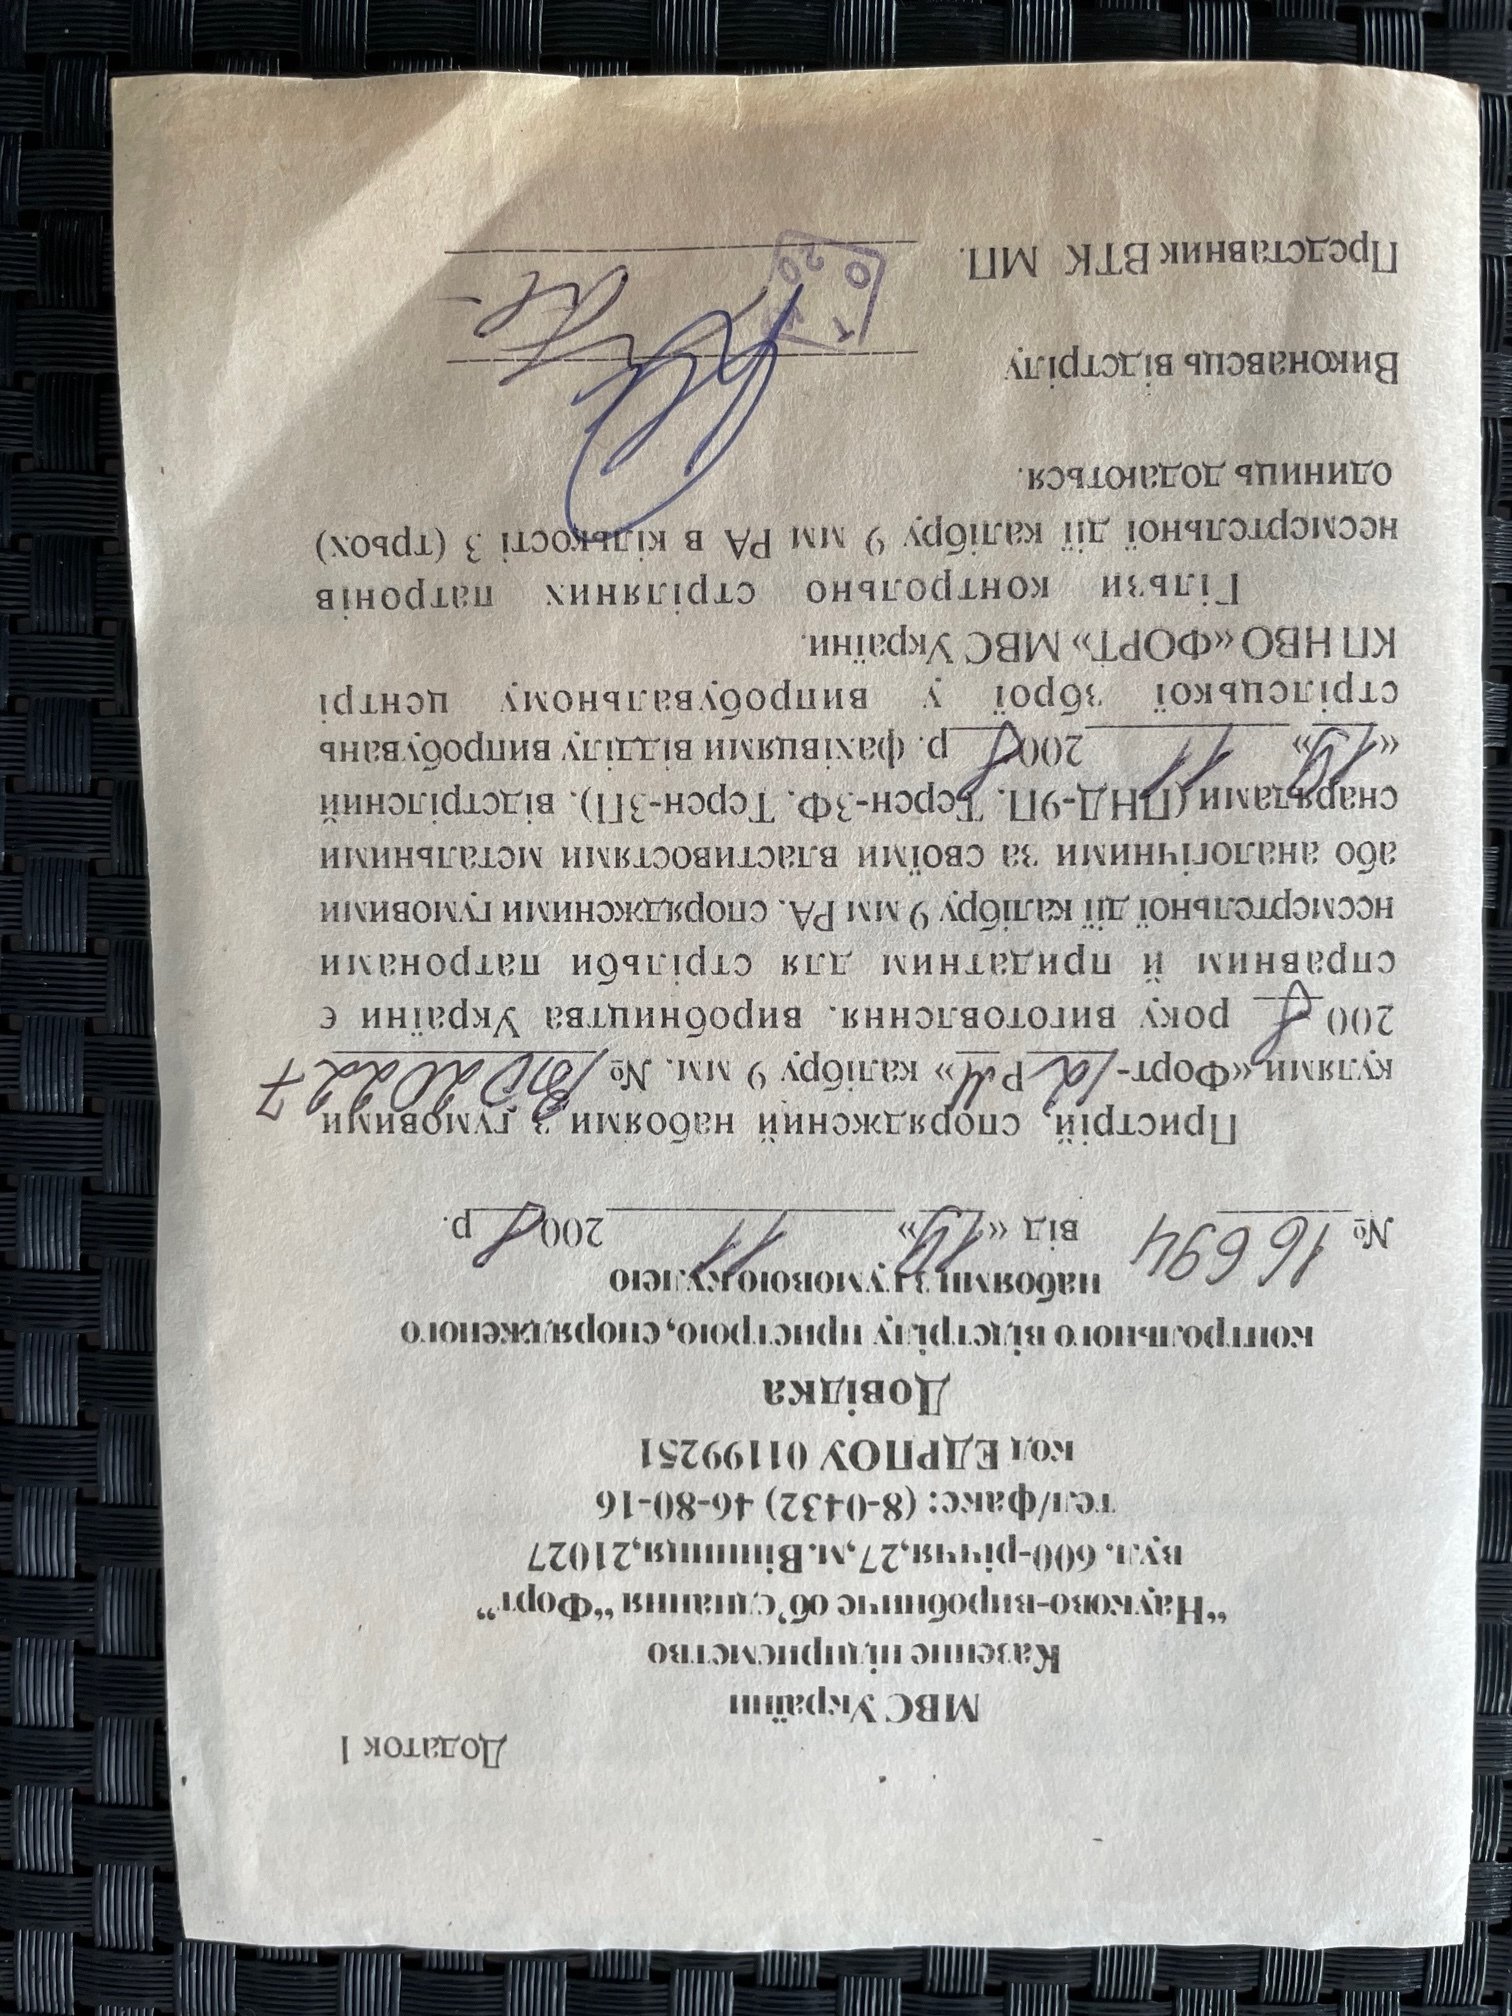 Додаток 1
МВС України
Казенне підприємство
“Науково-виробниче об’єднання “Форт”
вул. 600-річчя,27,м.Вінниця,21027
тел/факс: (8-0432) 46-80-16
код ЕДРПОУ 01199251
Довідка
контрольного відстрілу пристрою, спорядженого
набоями з гумовою кулею
№ 16694 від «19» 11 2008 р.
Пристрій, споряджений набоями з гумовими
кулями «Форт-12 РМ» калібру 9 мм. №
2008 року виготовлення. виробництва України є
справним й придатним для стрільби патронами
несмертельної дії калібру 9 мм РА. спорядженими гумовими
або аналогічними за своїми властивостями метальними
снарядами (ПНД-9П. Терен-3Ф. Терен-3П). відстрілений
«19» 11 2008 р. фахівцями відділу випробувань
стрілецької зброї у випробувальному центрі
КП НВО «ФОРТ» МВС України.
Гільзи контрольно стріляних патронів
несмертельної дії калібру 9 мм РА в кількості 3 (трьох)
одиниць додаються.
Виконавець відстрілу
Представник ВТК МП.